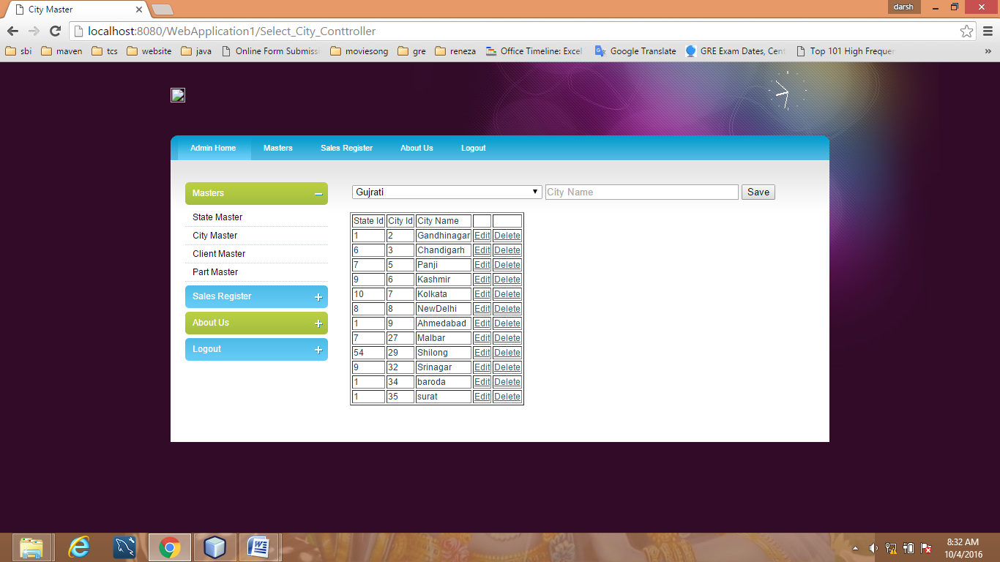 City Master
darsh
localhost:8080/WebApplication1/Select_City_Conttroller
sbi maven tcs website java Online Form Submissi moviesong gre reneza Office Timeline: Excel Google Translate GRE Exam Dates, Cent Top 101 High Frequer »
Admin Home Masters Sales Register About Us Logout
Masters
State Master
City Master
Client Master
Part Master
Sales Register
About Us
Logout
Gujrati City Name Save
State Id City Id City Name
1 2 Gandhinagar Edit Delete
6 3 Chandigarh Edit Delete
7 5 Panji Edit Delete
9 6 Kashmir Edit Delete
10 7 Kolkata Edit Delete
8 8 NewDelhi Edit Delete
1 9 Ahmedabad Edit Delete
7 27 Malbar Edit Delete
54 29 Shilong Edit Delete
9 32 Srinagar Edit Delete
1 34 baroda Edit Delete
1 35 surat Edit Delete
8:32 AM
10/4/2016